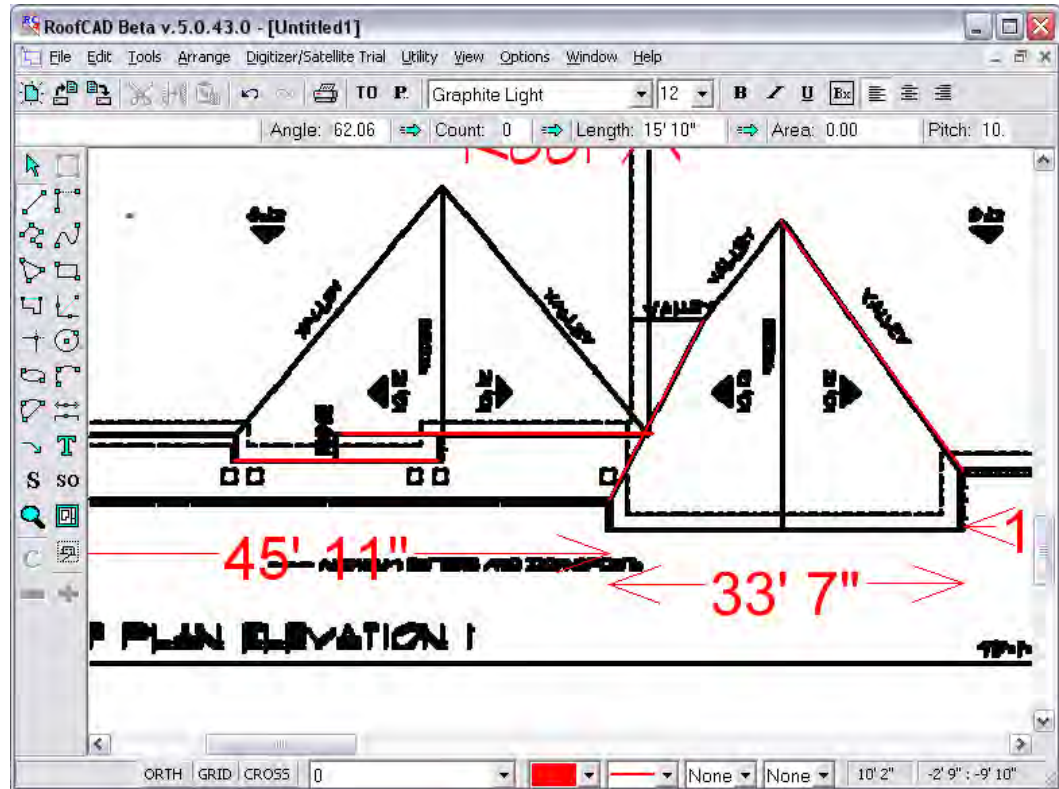 RoofCAD Beta v.5.0.43.0 - [Untitled1]
File Edit Tools Arrange Digitizer/Satellite Trial Utility View Options Window Help
TO P. Graphite Light 12 B I U Bx
Angle: 62.06 Count: 0 Length: 15' 10" Area: 0.00 Pitch: 10.
VALLEY
VALLEY
VALLEY
VALLEY
VALLEY
T
S SO
C
45' 11"
33' 7"
1
PLAN ELEVATION 1
ORTH GRID CROSS 0 None None 10' 2" -2' 9" : -9' 10"